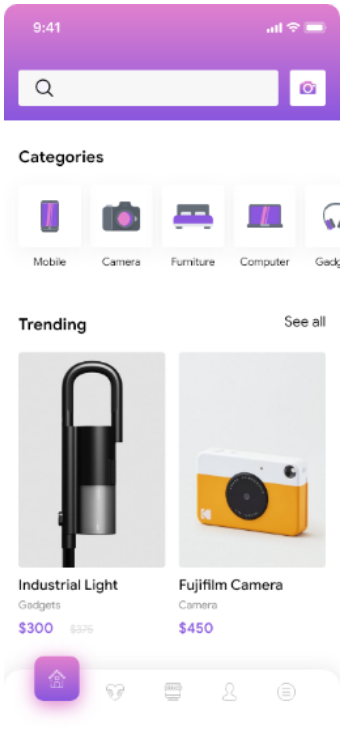 9:41
Categories
Mobile
Camera
Furniture
Computer
Gadg
Trending
See all
Industrial Light
Gadgets
$300 $375
Fujifilm Camera
Camera
$450